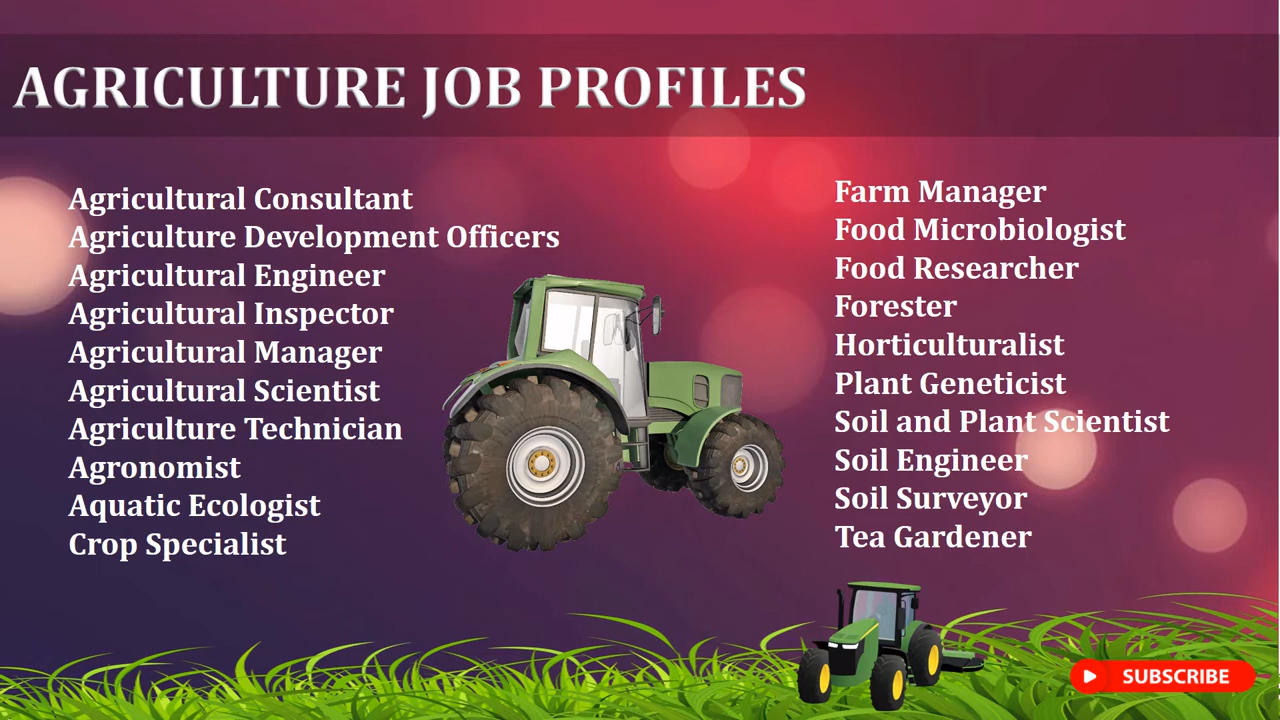 AGRICULTURE JOB PROFILES
Agricultural Consultant
Agriculture Development Officers
Agricultural Engineer
Agricultural Inspector
Agricultural Manager
Agricultural Scientist
Agriculture Technician
Agronomist
Aquatic Ecologist
Crop Specialist
Farm Manager
Food Microbiologist
Food Researcher
Forester
Horticulturalist
Plant Geneticist
Soil and Plant Scientist
Soil Engineer
Soil Surveyor
Tea Gardener
SUBSCRIBE